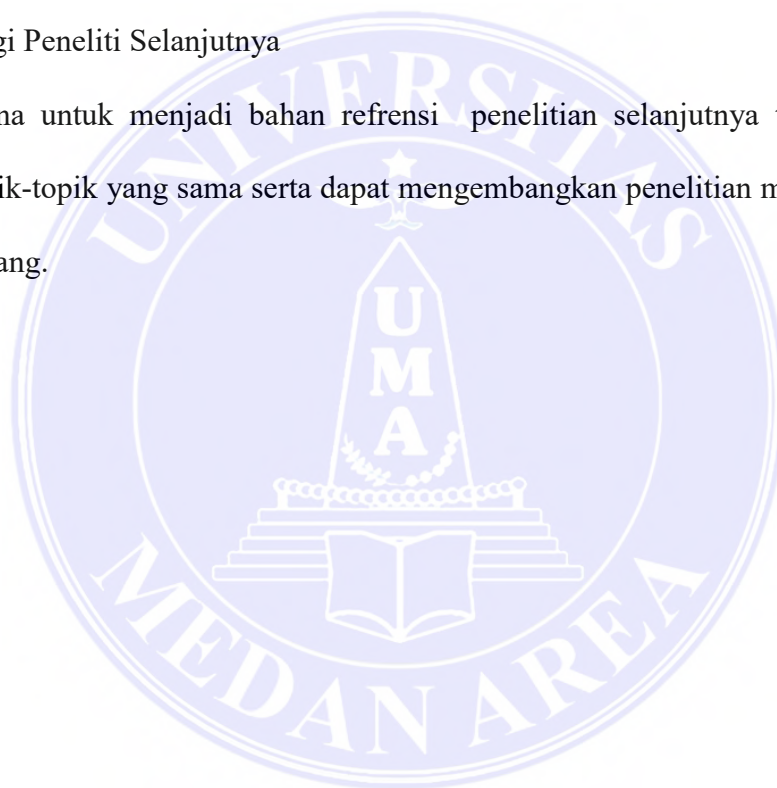 gi Peneliti Selanjutnya
na untuk menjadi bahan refrensi penelitian selanjutnya
ik-topik yang sama serta dapat mengembangkan penelitian
ang.
UNIVERSITAS
U
M
A
MEDAN AREA